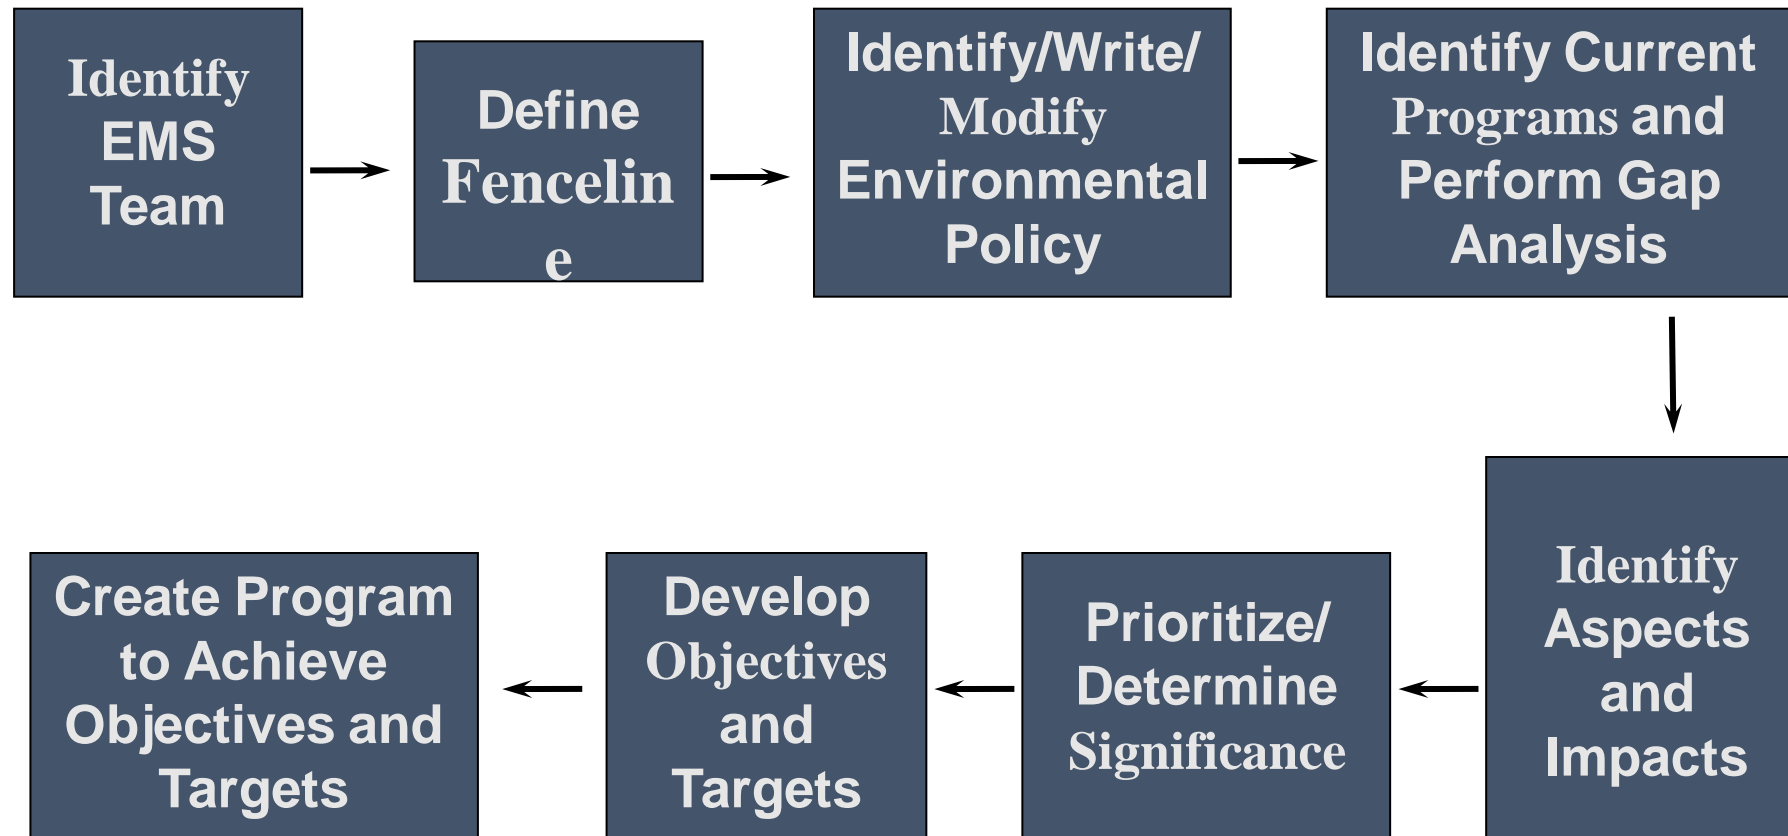 Identify
EMS
Team
Define
Fencelin
e
Identify/Write/
Modify
Environmental
Policy
Identify Current
Programs and
Perform Gap
Analysis
Identify
Aspects
and
Impacts
Prioritize/
Determine
Significance
Develop
Objectives
and
Targets
Create Program
to Achieve
Objectives and
Targets